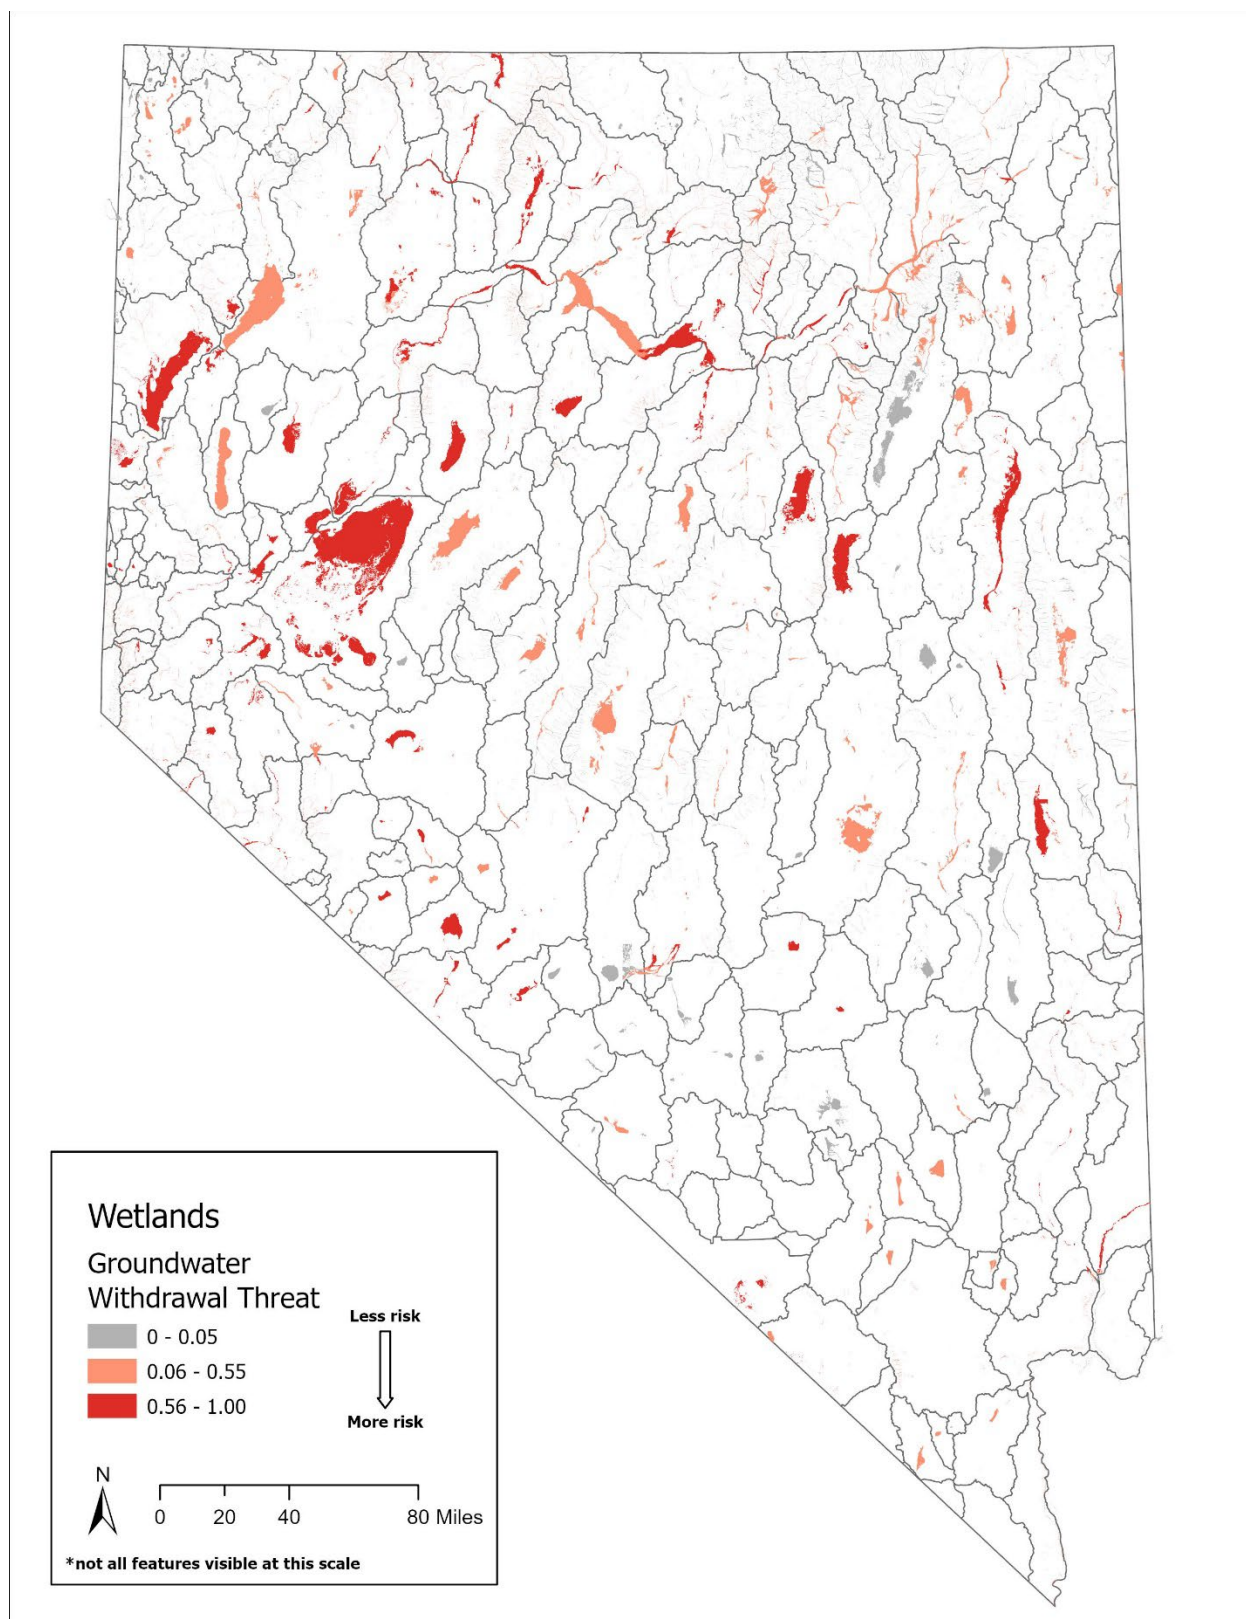 Wetlands
Groundwater
Withdrawal Threat
0 - 0.05
0.06 - 0.55
0.56 - 1.00
Less risk
More risk
N
0 20 40 80 Miles
*not all features visible at this scale